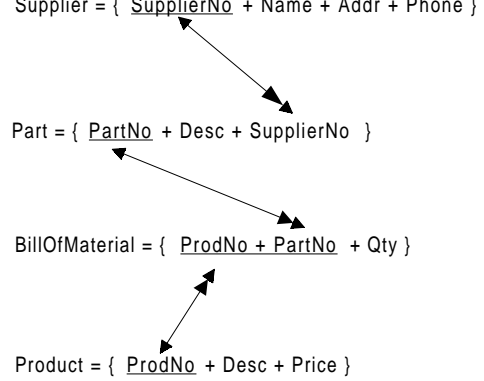 Supplier = { SupplierNo + Name + Addr + Phone }
Part = { PartNo + Desc + SupplierNo }
BillOfMaterial = { ProdNo + PartNo + Qty }
Product = { ProdNo + Desc + Price }